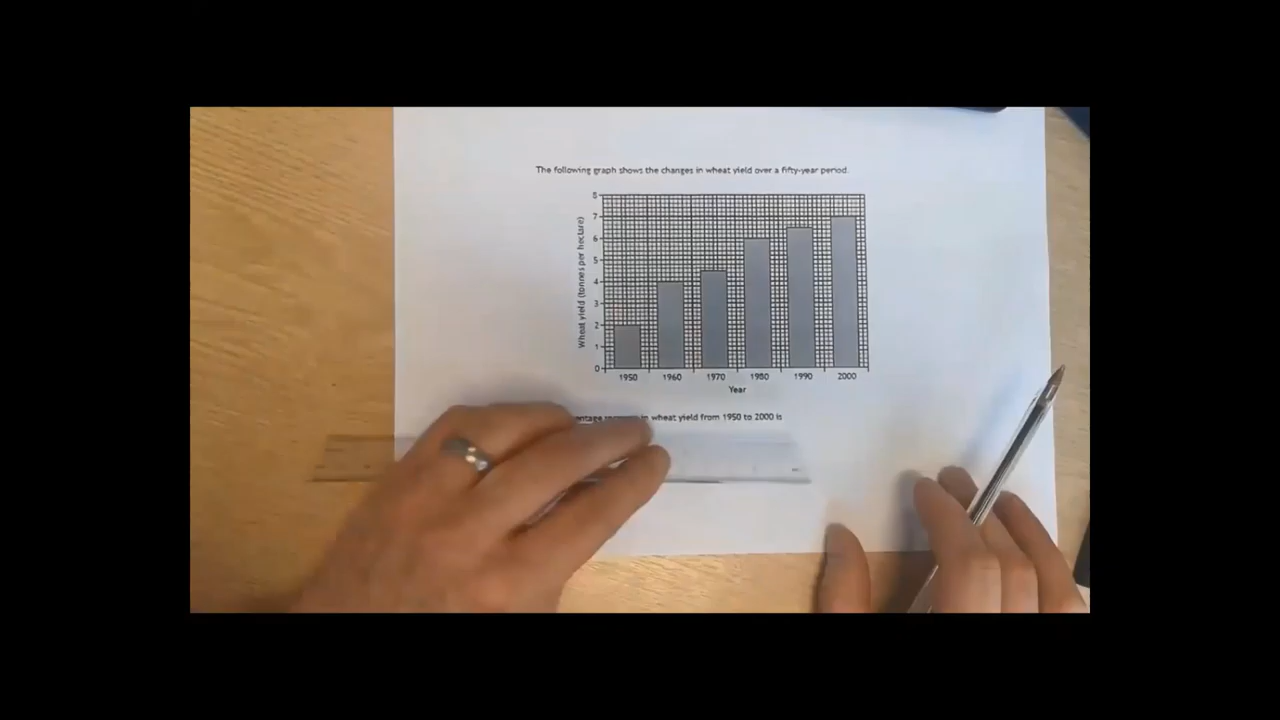 The following graph shows the changes in wheat yield over a fifty-year period.
8
7
6
5
4
3
2
1
0
Wheat yield (tonnes per hectare)
1950 1960 1970 1980 1990 2000
Year
in wheat yield from 1950 to 2000 is